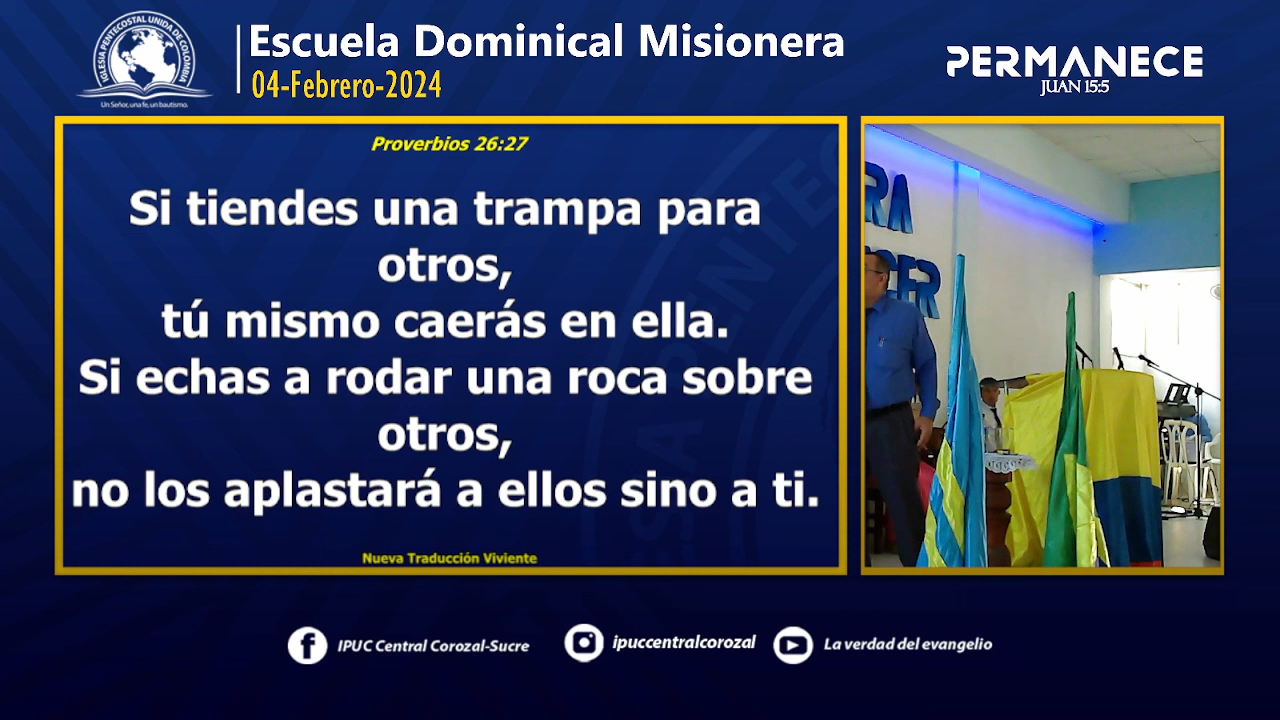 IGLESIA PENTECOSTAL UNIDA DE COLOMBIA
Un Señor, una fe, un bautismo.
Escuela Dominical Misionera
04-Febrero-2024
PERMANECE
JUAN 15:5
Proverbios 26:27
Si tiendes una trampa para
otros,
tú mismo caerás en ella.
Si echas a rodar una roca sobre
otros,
no los aplastará a ellos sino a ti.
Nueva Traducción Viviente
RA
CER
IPUC Central Corozal-Sucre
ipuccentralcorozal
La verdad del evangelio